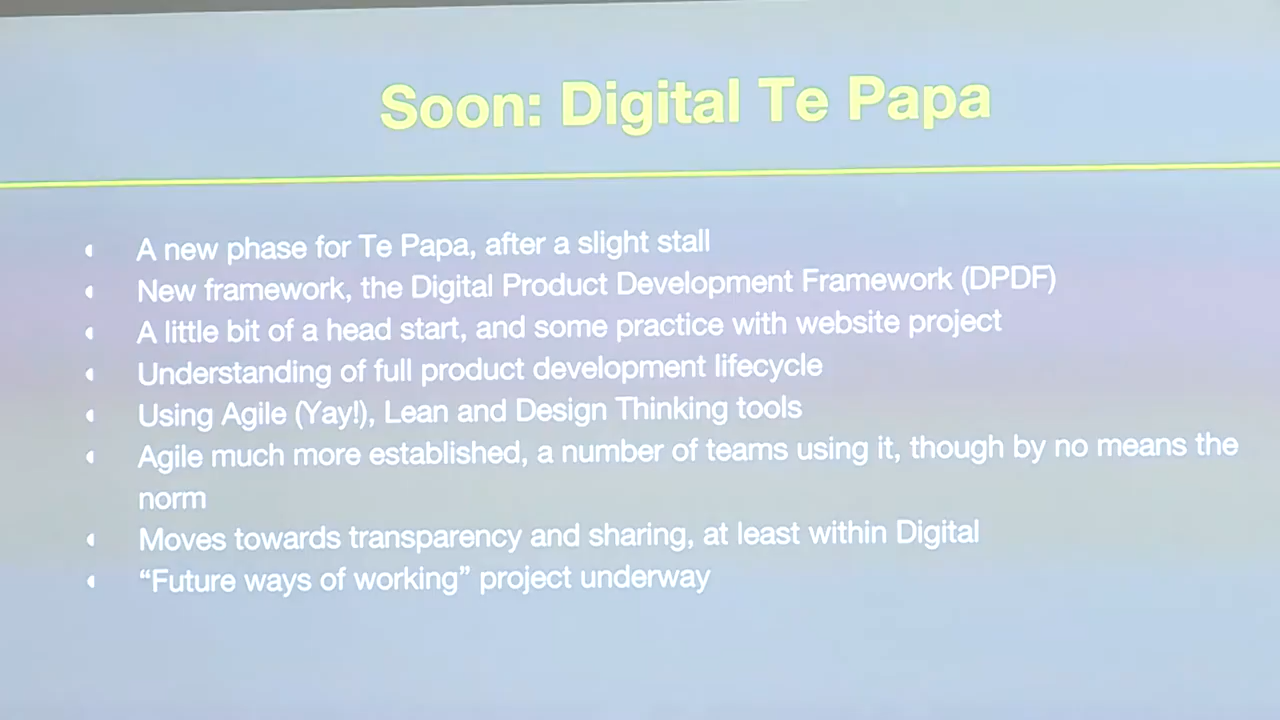 Soon: Digital Te Papa
A new phase for Te Papa, after a slight stall
New framework, the Digital Product Development Framework (DPDF)
A little bit of a head start, and some practice with website project
Understanding of full product development lifecycle
Using Agile (Yay!), Lean and Design Thinking tools
Agile much more established, a number of teams using it, though by no means the
norm
Moves towards transparency and sharing, at least within Digital
“Future ways of working” project underway